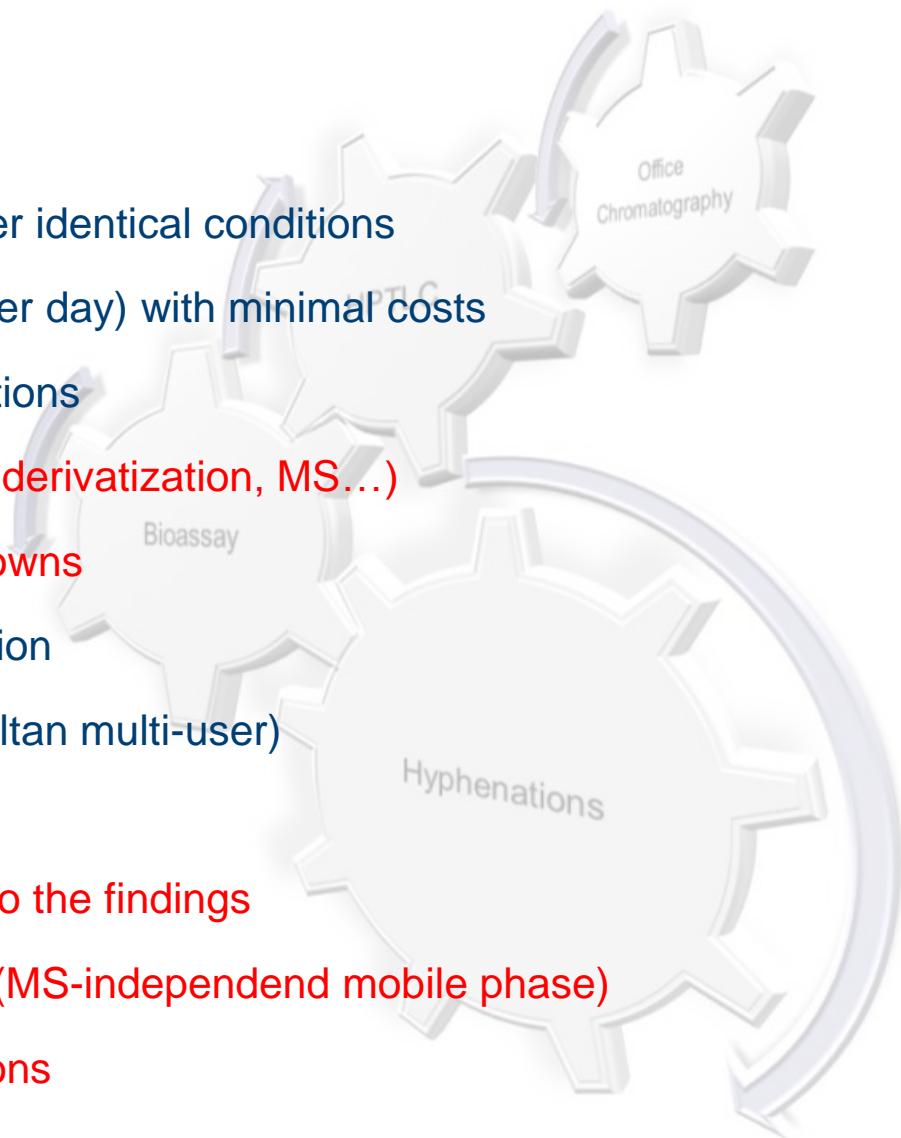 Office
Chromatography
er identical conditions
HPTLC
er day) with minimal costs
tions
derivatization, MS…)
Bioassay
owns
ion
ltan multi-user)
Hyphenations
o the findings
(MS-independend mobile phase)
ons